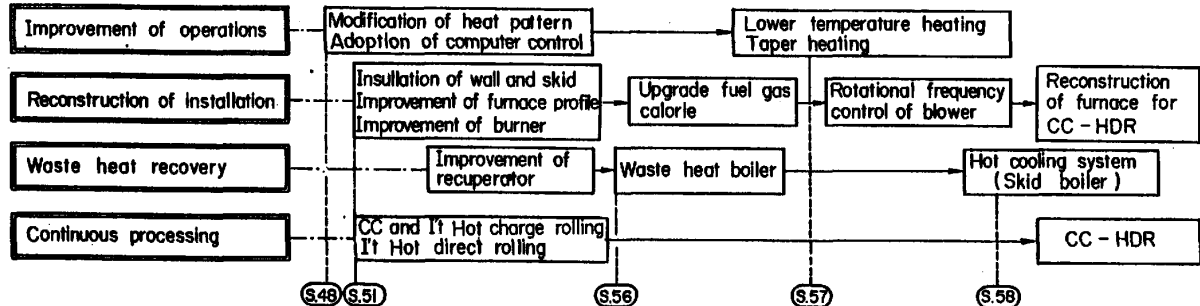 Improvement of operations
Modification of heat pattern
Adoption of computer control
Lower temperature heating
Taper heating
Reconstruction of installation
Insullation of wall and skid
Improvement of furnace profile
Improvement of burner
Upgrade fuel gas
calorie
Rotational frequency
control of blower
Reconstruction
of furnace for
CC-HDR
Waste heat recovery
Improvement of
recuperator
Waste heat boiler
Hot cooling system
(Skid boiler)
Continuous processing
CC and I't Hot charge rolling
I't Hot direct rolling
CC-HDR
S.48
S.51
S.56
S.57
S.58